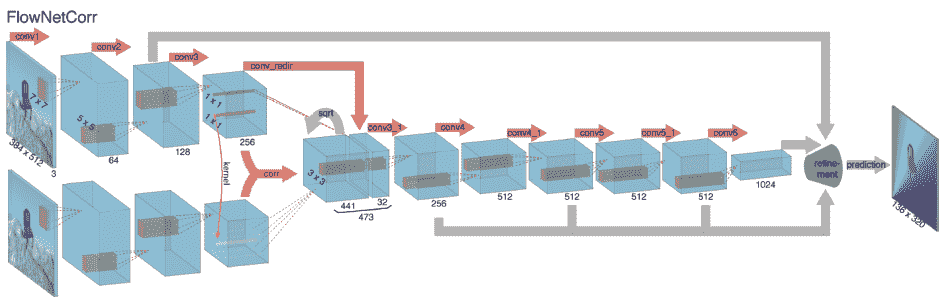 FlowNetCorr
conv1
conv2
conv3
7 x 7
5 x 5
384 x 512
3
64
128
256
1 x 1
1 x 1
kernel
conv_redir
corr
sqrt
3 x 3
441
32
473
conv3_1
conv4
conv4_1
conv5
conv5_1
conv6
256
512
512
512
512
1024
refine-
ment
prediction
136 x 320